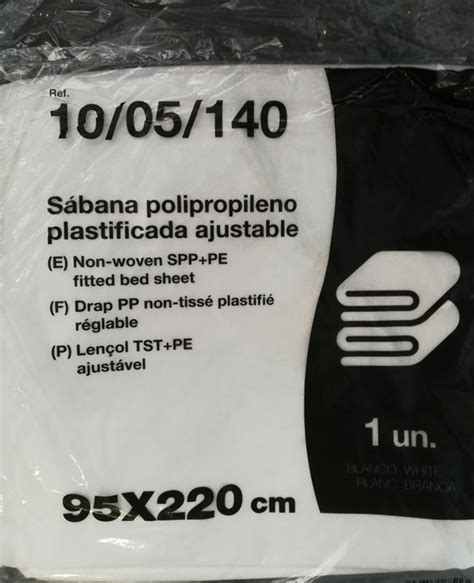 Ref.
10/05/140
Sábana polipropileno
plastificada ajustable
(E) Non-woven SPP+PE
fitted bed sheet
(F) Drap PP non-tissé plastifié
réglable
(P) Lençol TST+PE
ajustável
1 un.
BLANCO WHITE
BLANC BRANCA
95X220 cm